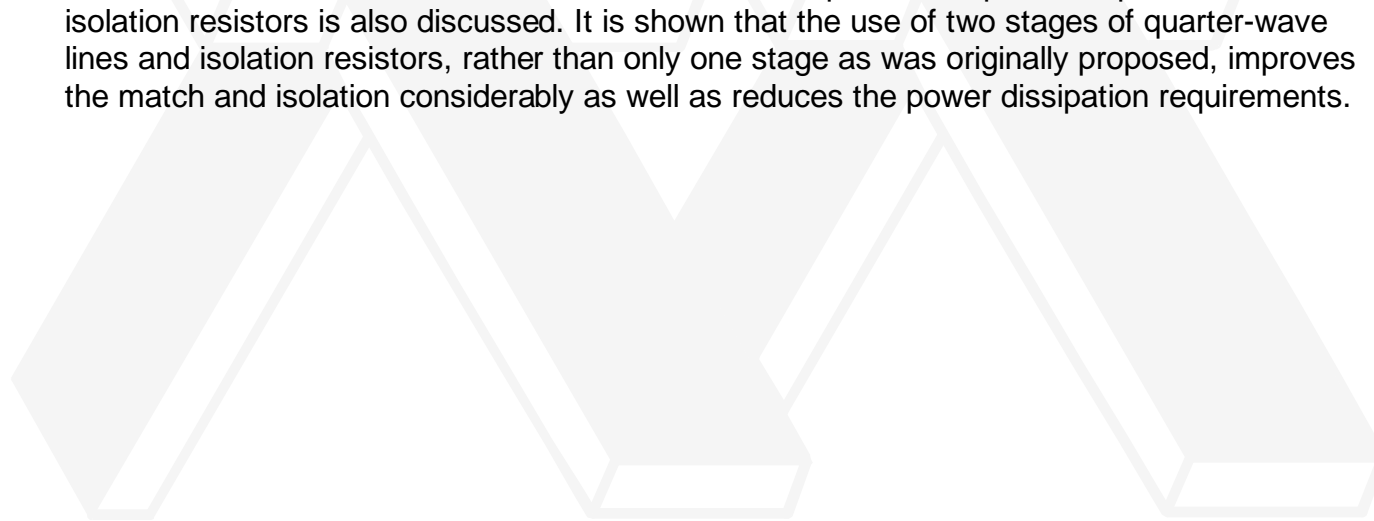 isolation resistors is also discussed. It is shown that the use of two stages of quarter-wave
lines and isolation resistors, rather than only one stage as was originally proposed, improves
the match and isolation considerably as well as reduces the power dissipation requirements.